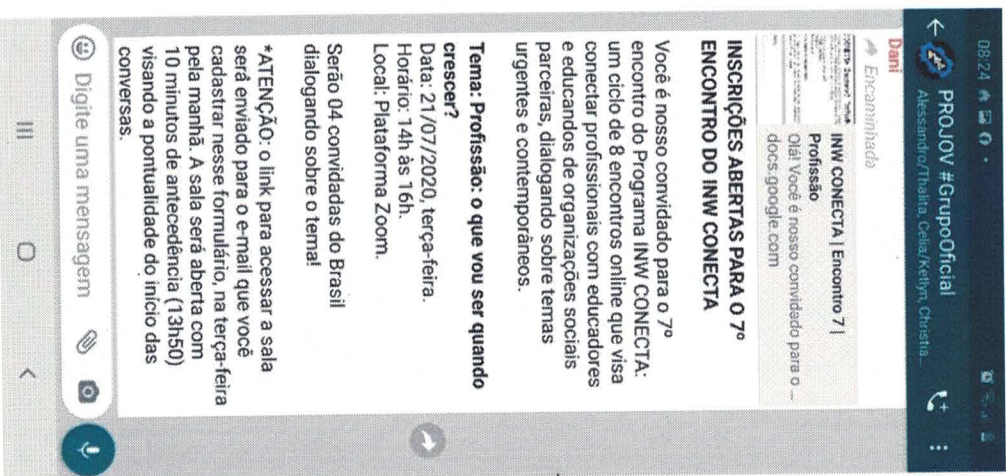 08:24
PROJOV #GrupoOficial
Alessandro/Thalita, Celia/Ketlyn, Christia...
Dani
Encaminhada
INW CONECTA | Encontro 7 |
Profissão
Olá! Você é nosso convidado para o ...
docs.google.com
INSCRIÇÕES ABERTAS PARA O 7º
ENCONTRO DO INW CONECTA
Você é nosso convidado para o 7º
encontro do Programa INW CONECTA:
um ciclo de 8 encontros online que visa
conectar profissionais com educadores
e educandos de organizações sociais
parceiras, dialogando sobre temas
urgentes e contemporâneos.
Tema: Profissão: o que vou ser quando
crescer?
Data: 21/07/2020, terça-feira.
Horário: 14h às 16h.
Local: Plataforma Zoom.
Serão 04 convidadas do Brasil
dialogando sobre o tema!
*ATENÇÃO: o link para acessar a sala
será enviado para o e-mail que você
cadastrar nesse formulário, na terça-feira
pela manhã. A sala será aberta com
10 minutos de antecedência (13h50)
visando a pontualidade do início das
conversas.
Digite uma mensagem